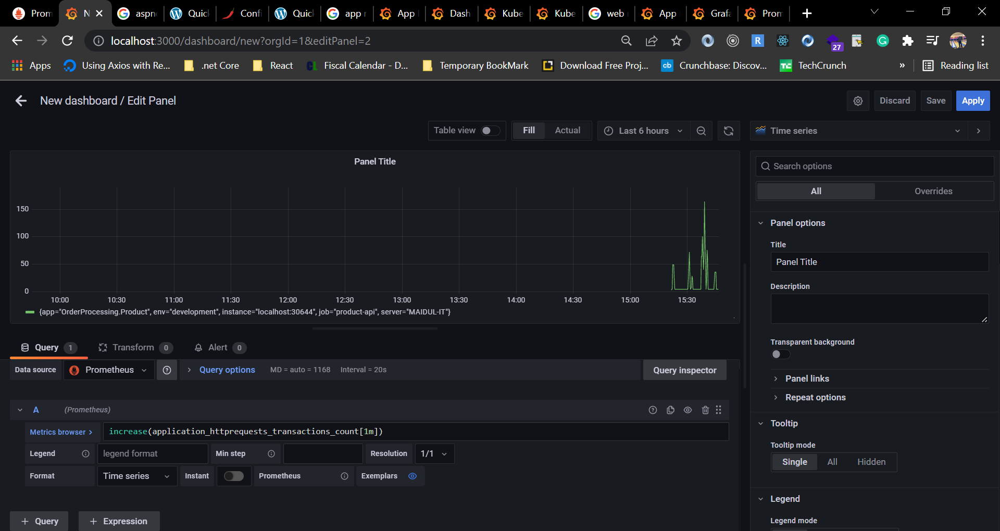 Prom
N
aspn
Quic
Confi
Quic
app r
App
Dash
Kube
Kube
web
App
Grafa
Prom
localhost:3000/dashboard/new?orgId=1&editPanel=2
R
27
Apps
Using Axios with Re...
.net Core
React
CL
Fiscal Calendar - D...
Temporary BookMark
Download Free Proj...
cb
Crunchbase: Discov...
TC
TechCrunch
»
Reading list
New dashboard / Edit Panel
Discard
Save
Apply
Table view
Fill
Actual
Last 6 hours
Time series
Panel Title
150
100
50
0
10:00
10:30
11:00
11:30
12:00
12:30
13:00
13:30
14:00
14:30
15:00
15:30
{app="OrderProcessing.Product", env="development", instance="localhost:30644", job="product-api", server="MAIDUL-IT"}
Search options
All
Overrides
Panel options
Title
Panel Title
Description
Transparent background
Panel links
Repeat options
Tooltip
Tooltip mode
Single
All
Hidden
Legend
Legend mode
Query 1
Transform 0
Alert 0
Data source
Prometheus
Query options
MD = auto = 1168
Interval = 20s
Query inspector
A
(Prometheus)
Metrics browser >
increase(application_httprequests_transactions_count[1m])
Legend
legend format
Min step
Resolution
1/1
Format
Time series
Instant
Prometheus
Exemplars
+ Query
+ Expression